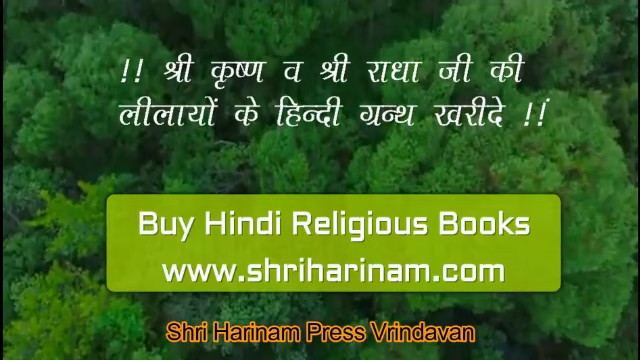 !! श्री कृष्ण व श्री राधा जी की
लीलायों के हिन्दी ग्रन्थ खरीदे !!ं
Buy Hindi Religious Books
www.shriharinam.com
Shri Harinam Press Vrindavan